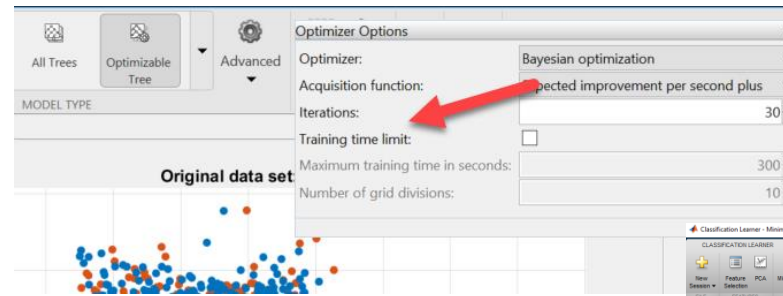 All Trees
Optimizable
Tree
Advanced
MODEL TYPE
Optimizer Options
Optimizer: Bayesian optimization
Acquisition function: Expected improvement per second plus
Iterations: 30
Training time limit:
Maximum training time in seconds: 300
Number of grid divisions: 10
Original data set:
Classification Learner - Minim
CLASSIFICATION LEARNER
New
Session
Feature
Selection
PCA